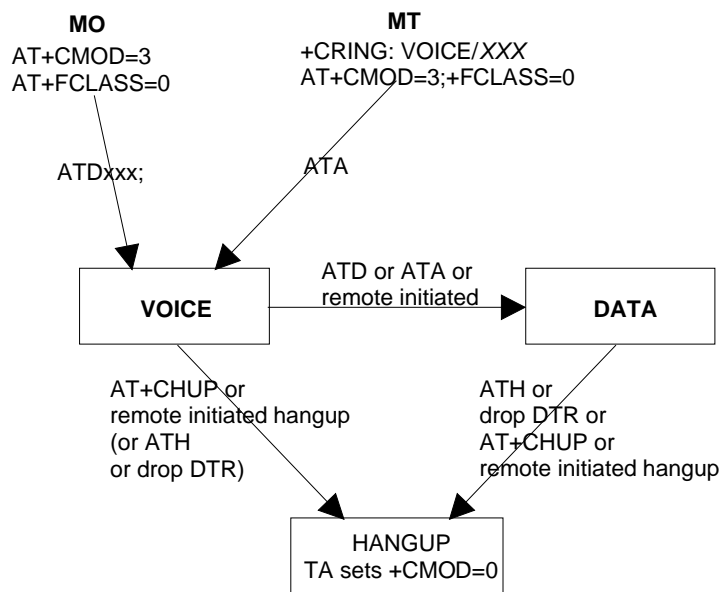 MO
AT+CMOD=3
AT+FCLASS=0
MT
+CRING: VOICE/XXX
AT+CMOD=3;+FCLASS=0
ATDxxx;
ATA
VOICE
ATD or ATA or
remote initiated
DATA
AT+CHUP or
remote initiated hangup
(or ATH
or drop DTR)
ATH or
drop DTR or
AT+CHUP or
remote initiated hangup
HANGUP
TA sets +CMOD=0